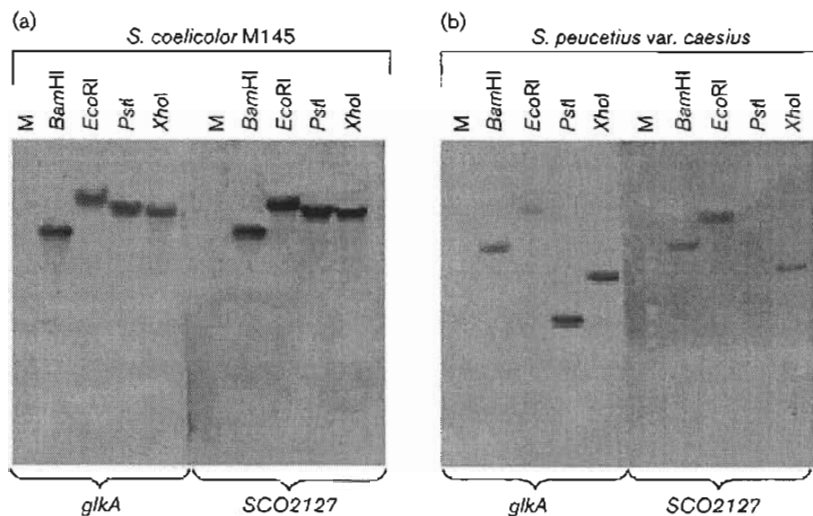 (a)
S. coelicolor M145
M BamHI EcoRI PstI XhoI M BamHI EcoRI PstI XhoI
glkA SCO2127
(b)
S. peucetius var. caesius
M BamHI EcoRI PstI XhoI M BamHI EcoRI PstI XhoI
glkA SCO2127